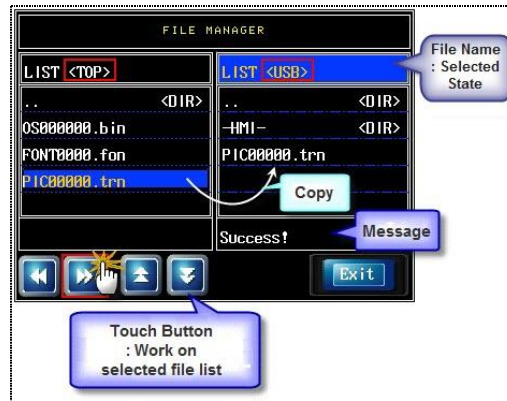 FILE MANAGER
LIST <TOP>
LIST <USB>
File Name
: Selected
State
.. <DIR>
OS000000.bin
FONT0000.fon
PIC00000.trn
.. <DIR>
-HMI- <DIR>
PIC00000.trn
Copy
Success!
Message
Exit
Touch Button
: Work on
selected file list